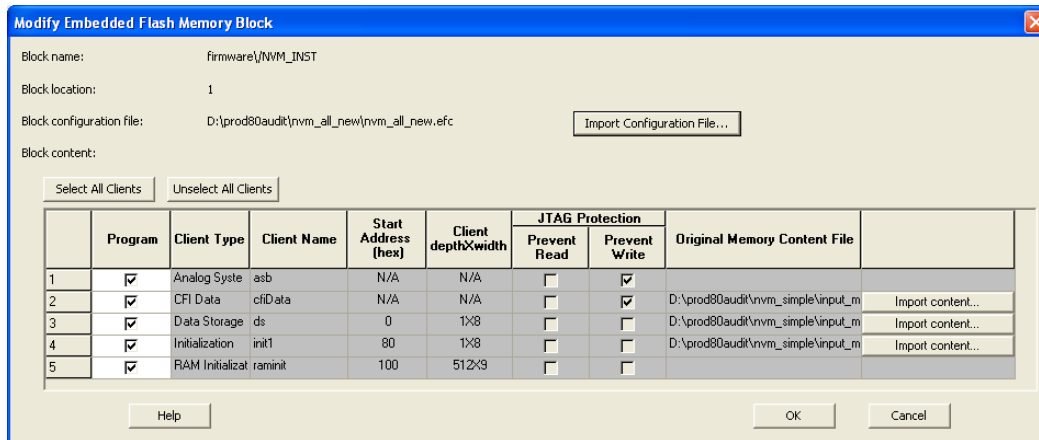 Modify Embedded Flash Memory Block
Block name: firmware\/NVM_INST
Block location: 1
Block configuration file: D:\prod80audit\nvm_all_new\nvm_all_new.efc Import Configuration File...
Block content:
Select All Clients Unselect All Clients
Program Client Type Client Name Start Address (hex) Client depthXwidth JTAG Protection Prevent Read Prevent Write Original Memory Content File
1 Analog Syste asb N/A N/A
2 CFI Data cfiData N/A N/A D:\prod80audit\nvm_simple\input_m Import content...
3 Data Storage ds 0 1X8 D:\prod80audit\nvm_simple\input_m Import content...
4 Initialization init1 80 1X8 D:\prod80audit\nvm_simple\input_m Import content...
5 RAM Initializat raminit 100 512X9
Help OK Cancel